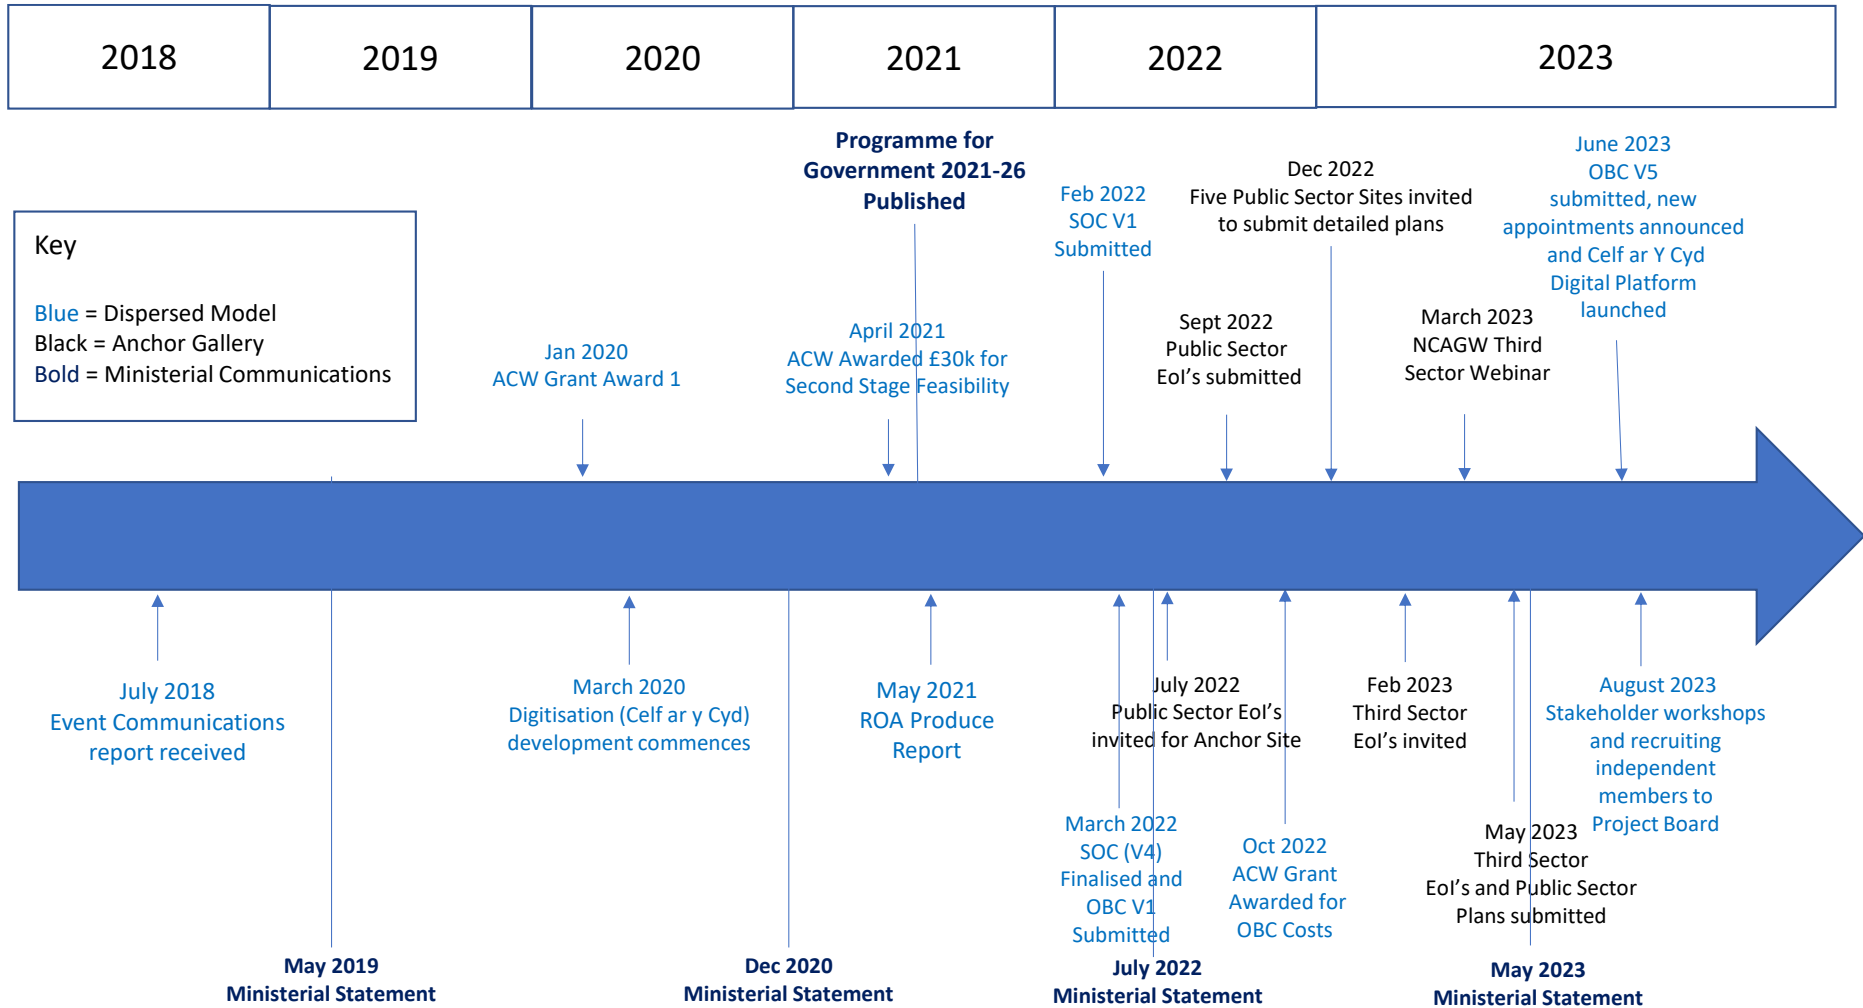 2018
2019
2020
2021
2022
2023
Programme for
Government 2021-26
Published
Key
Blue = Dispersed Model
Black = Anchor Gallery
Bold = Ministerial Communications
Jan 2020
ACW Grant Award 1
April 2021
ACW Awarded £30k for
Second Stage Feasibility
Feb 2022
SOC V1
Submitted
Sept 2022
Public Sector
EoI's submitted
Dec 2022
Five Public Sector Sites invited
to submit detailed plans
March 2023
NCAGW Third
Sector Webinar
June 2023
OBC V5
submitted, new
appointments announced
and Celf ar Y Cyd
Digital Platform
launched
July 2018
Event Communications
report received
March 2020
Digitisation (Celf ar y Cyd)
development commences
May 2021
ROA Produce
Report
July 2022
Public Sector EoI's
invited for Anchor Site
Feb 2023
Third Sector
EoI's invited
August 2023
Stakeholder workshops
and recruiting
independent
members to
Project Board
March 2022
SOC (V4)
Finalised and
OBC V1
Submitted
Oct 2022
ACW Grant
Awarded for
OBC Costs
May 2023
Third Sector
EoI's and Public Sector
Plans submitted
May 2019
Ministerial Statement
Dec 2020
Ministerial Statement
July 2022
Ministerial Statement
May 2023
Ministerial Statement